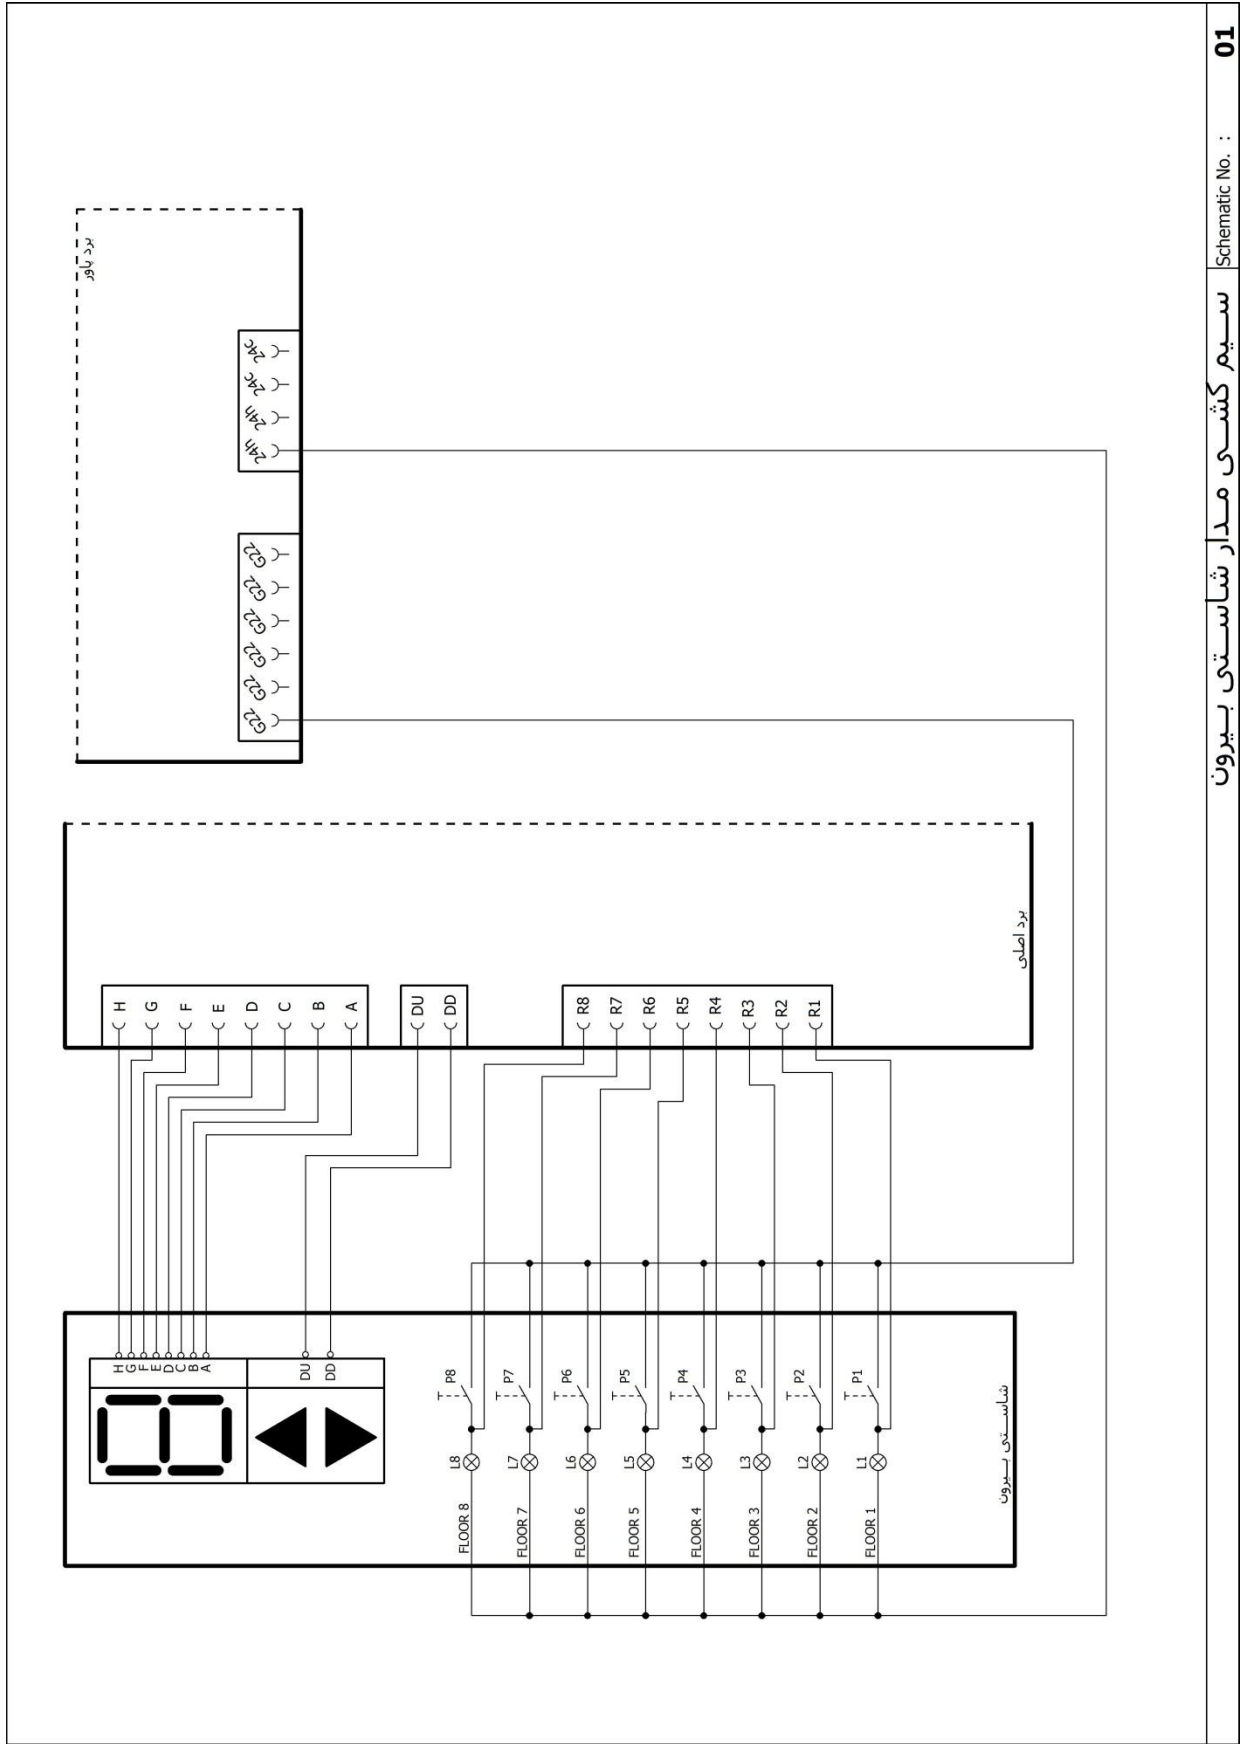 H
G
F
E
D
C
B
A
DU
DD
FLOOR 8 L8 P8
FLOOR 7 L7 P7
FLOOR 6 L6 P6
FLOOR 5 L5 P5
FLOOR 4 L4 P4
FLOOR 3 L3 P3
FLOOR 2 L2 P2
FLOOR 1 L1 P1
شاستی بیرون
H
G
F
E
D
C
B
A
DU
DD
R8
R7
R6
R5
R4
R3
R2
R1
برد اصلی
برد پاور
G22 G22 G22 G22 G22 G22
24h 24h 24c 24c
سیم کشی مدار شاستی بیرون
Schematic No. : 01